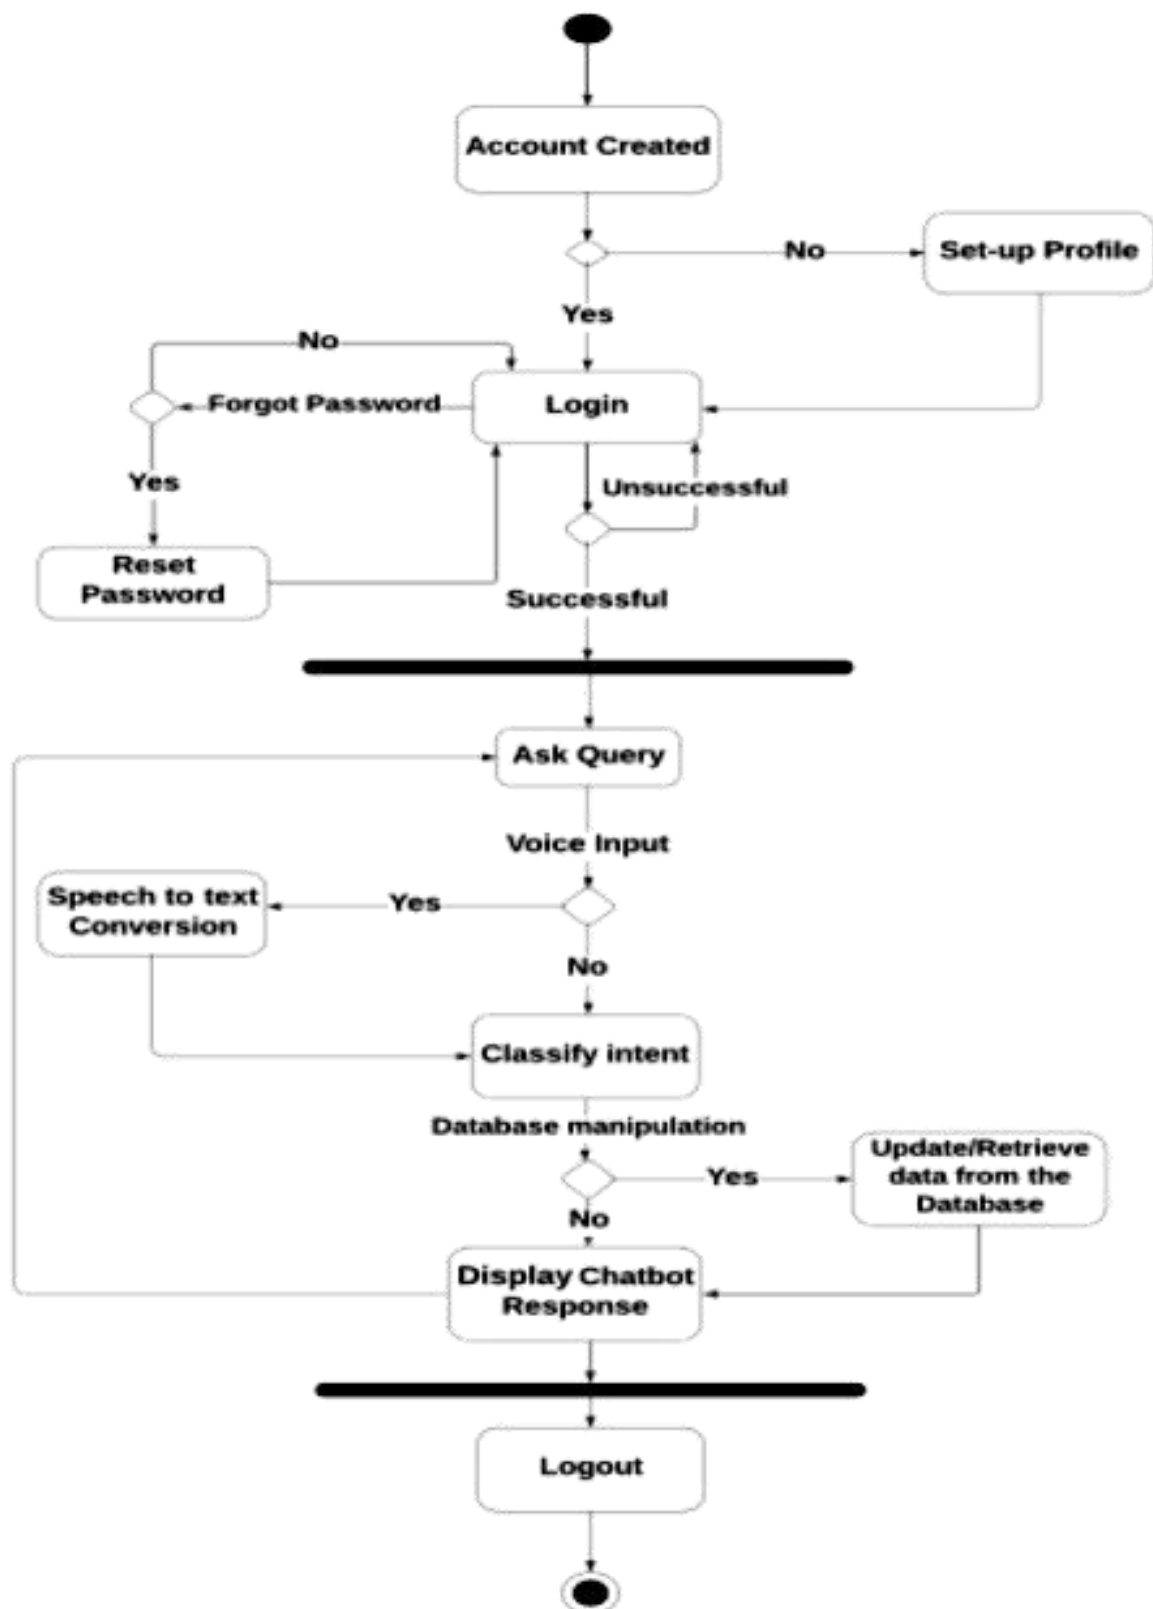 Account Created
No
Set-up Profile
Yes
No
Forgot Password
Login
Yes
Unsuccessful
Reset
Password
Successful
Ask Query
Voice Input
Speech to text
Conversion
Yes
No
Classify intent
Database manipulation
Yes
Update/Retrieve
data from the
Database
No
Display Chatbot
Response
Logout